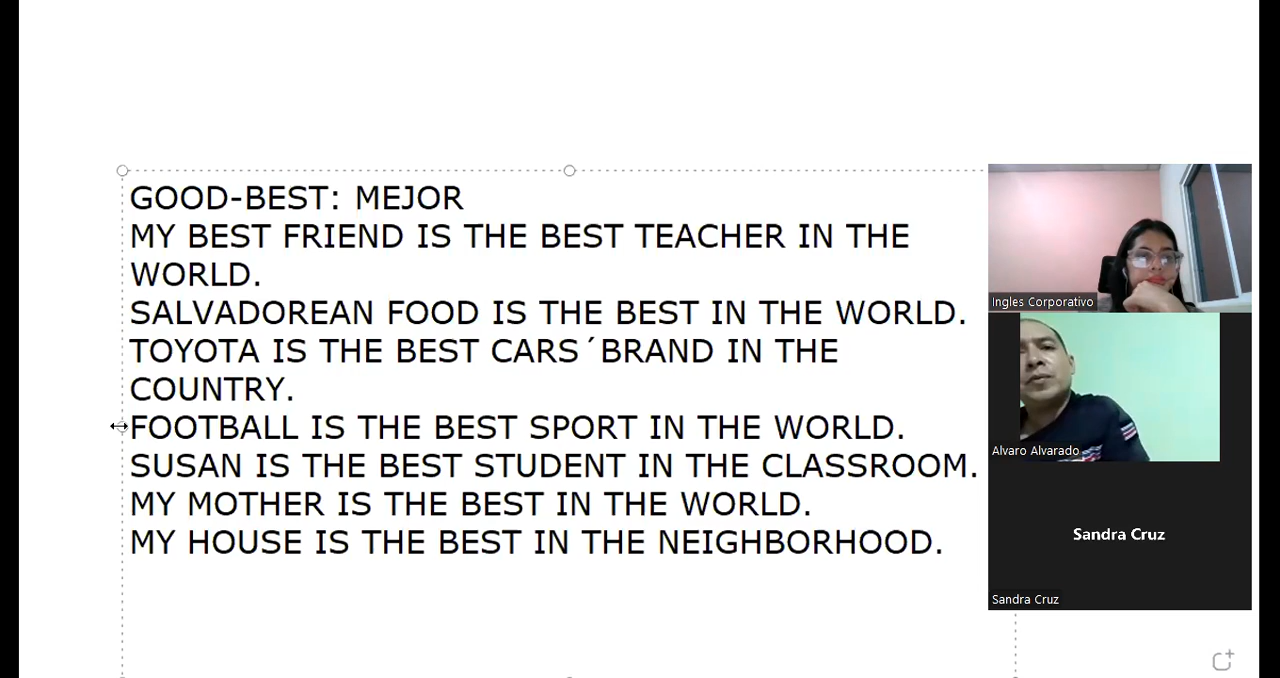 GOOD-BEST: MEJOR
MY BEST FRIEND IS THE BEST TEACHER IN THE
WORLD.
SALVADOREAN FOOD IS THE BEST IN THE WORLD.
TOYOTA IS THE BEST CARS´BRAND IN THE
COUNTRY.
FOOTBALL IS THE BEST SPORT IN THE WORLD.
SUSAN IS THE BEST STUDENT IN THE CLASSROOM.
MY MOTHER IS THE BEST IN THE WORLD.
MY HOUSE IS THE BEST IN THE NEIGHBORHOOD.
Ingles Corporativo
Alvaro Alvarado
Sandra Cruz
Sandra Cruz